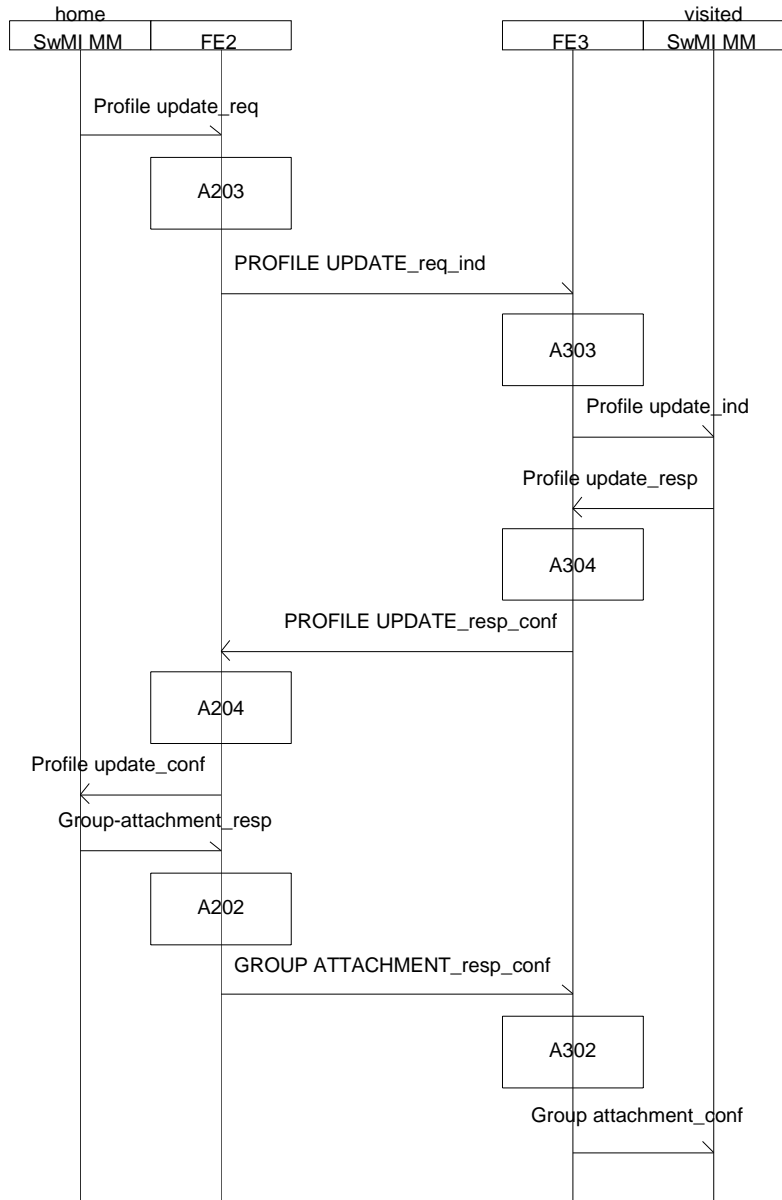 home visited
SwMI MM FE2 FE3 SwMI MM
Profile update_req
A203
PROFILE UPDATE_req_ind
A303
Profile update_ind
Profile update_resp
A304
PROFILE UPDATE_resp_conf
A204
Profile update_conf
Group-attachment_resp
A202
GROUP ATTACHMENT_resp_conf
A302
Group attachment_conf